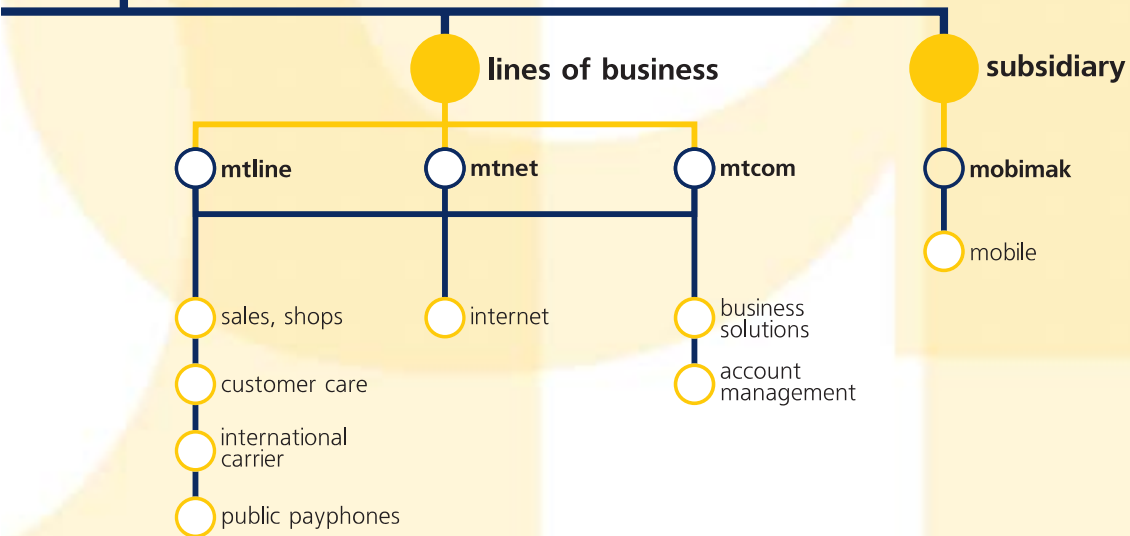 lines of business
subsidiary
mtline
mtnet
mtcom
mobimak
mobile
sales, shops
internet
business
solutions
customer care
account
management
international
carrier
public payphones